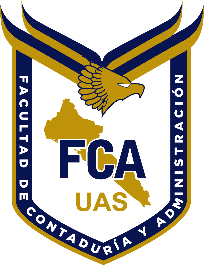 FACULTAD DE CONTADURÍA Y ADMINISTRACIÓN
FCA
UAS